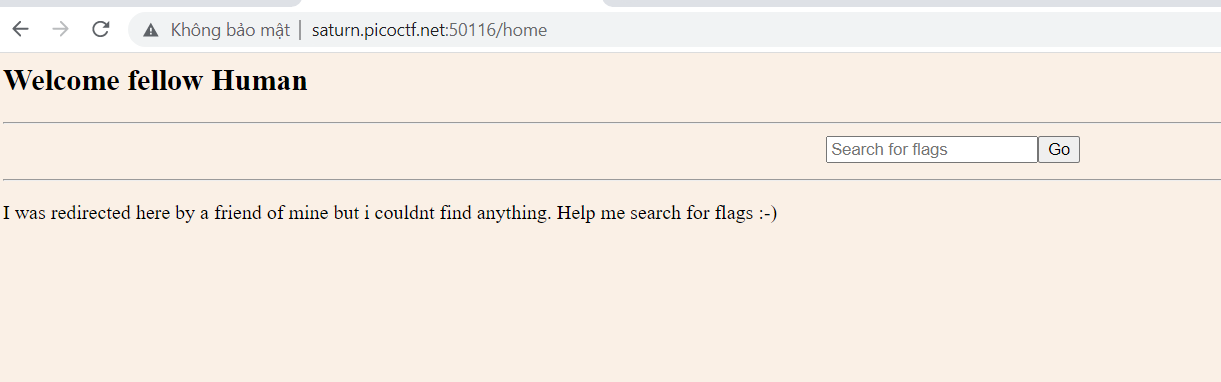 Không bảo mật | saturn.picoctf.net:50116/home
Welcome fellow Human
Search for flags Go
I was redirected here by a friend of mine but i couldnt find anything. Help me search for flags :-)